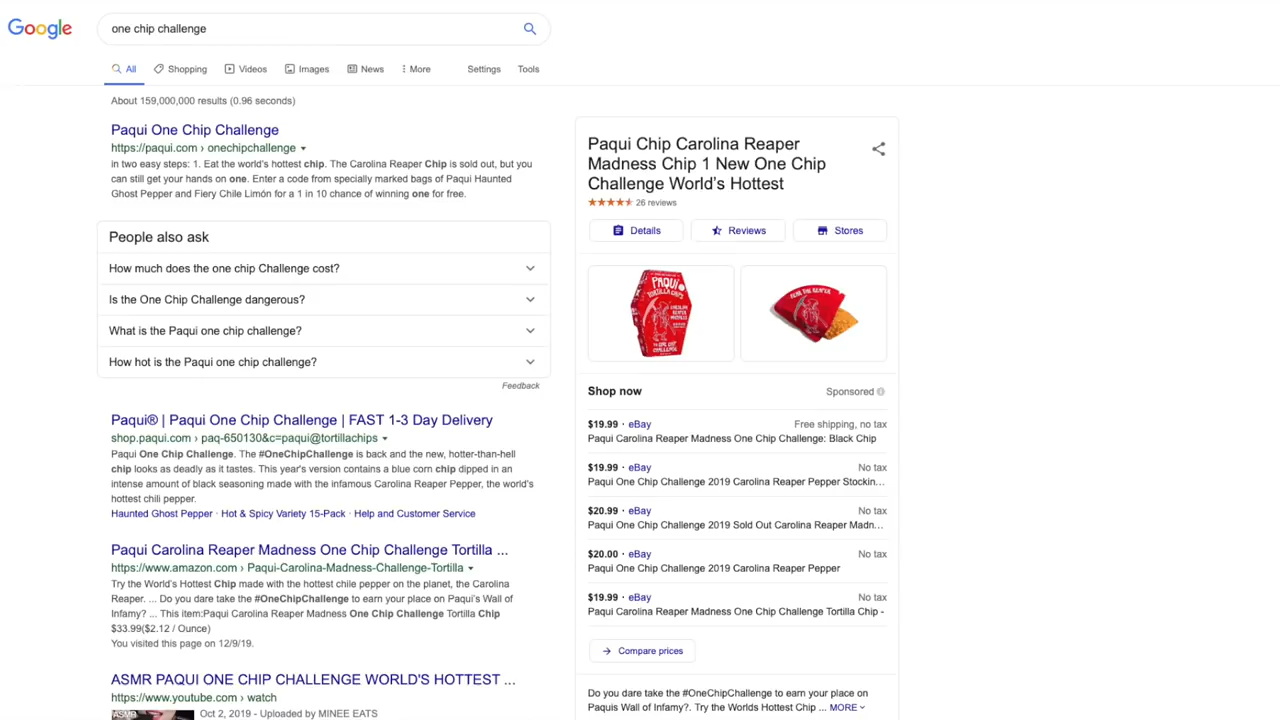 Google
one chip challenge
All
Shopping
Videos
Images
News
More
Settings
Tools
About 159,000,000 results (0.96 seconds)
Paqui One Chip Challenge
https://paqui.com › onechipchallenge
in two easy steps: 1. Eat the world's hottest chip. The Carolina Reaper Chip is sold out, but you
can still get your hands on one. Enter a code from specially marked bags of Paqui Haunted
Ghost Pepper and Fiery Chile Limón for a 1 in 10 chance of winning one for free.
People also ask
How much does the one chip Challenge cost?
Is the One Chip Challenge dangerous?
What is the Paqui one chip challenge?
How hot is the Paqui one chip challenge?
Feedback
Paqui® | Paqui One Chip Challenge | FAST 1-3 Day Delivery
shop.paqui.com › paq-650130&c=paqui@tortillachips
Paqui One Chip Challenge. The #OneChipChallenge is back and the new, hotter-than-hell
chip looks as deadly as it tastes. This year's version contains a blue corn chip dipped in an
intense amount of black seasoning made with the infamous Carolina Reaper Pepper, the world's
hottest chili pepper.
Haunted Ghost Pepper · Hot & Spicy Variety 15-Pack · Help and Customer Service
Paqui Carolina Reaper Madness One Chip Challenge Tortilla ...
https://www.amazon.com › Paqui-Carolina-Madness-Challenge-Tortilla
Try the World's Hottest Chip made with the hottest chile pepper on the planet, the Carolina
Reaper. ... Do you dare take the #OneChipChallenge to earn your place on Paqui's Wall of
Infamy? ... This item:Paqui Carolina Reaper Madness One Chip Challenge Tortilla Chip
$33.99($2.12 / Ounce)
You visited this page on 12/9/19.
ASMR PAQUI ONE CHIP CHALLENGE WORLD'S HOTTEST ...
https://www.youtube.com › watch
ASMR
Oct 2, 2019 - Uploaded by MINEE EATS
Paqui Chip Carolina Reaper
Madness Chip 1 New One Chip
Challenge World's Hottest
26 reviews
Details
Reviews
Stores
PAQUI
TORTILLA CHIPS
CAROLINA
REAPER
MADNESS
ONE CHIP
CHALLENGE
FEAR THE REAPER
Shop now
Sponsored
$19.99 · eBay
Free shipping, no tax
Paqui Carolina Reaper Madness One Chip Challenge: Black Chip
$19.99 · eBay
No tax
Paqui One Chip Challenge 2019 Carolina Reaper Pepper Stockin...
$20.99 · eBay
No tax
Paqui One Chip Challenge 2019 Sold Out Carolina Reaper Madn...
$20.00 · eBay
No tax
Paqui One Chip Challenge 2019 Carolina Reaper Pepper
$19.99 · eBay
No tax
Paqui Carolina Reaper Madness One Chip Challenge Tortilla Chip -
Compare prices
Do you dare take the #OneChipChallenge to earn your place on
Paquis Wall of Infamy?. Try the Worlds Hottest Chip ... MORE